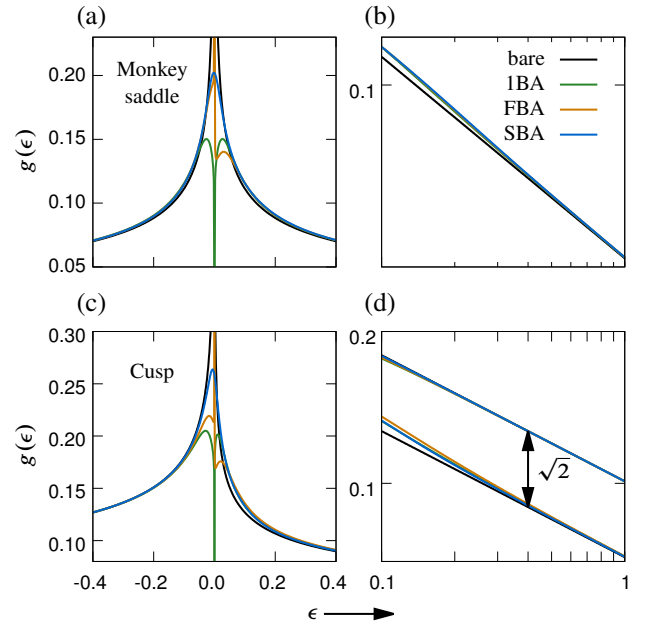 (a)
(b)
g(ϵ)
0.20
0.15
0.10
0.05
Monkey
saddle
0.1
bare
1BA
FBA
SBA
(c)
(d)
g(ϵ)
0.30
0.25
0.20
0.15
0.10
Cusp
0.2
0.1
√2
-0.4 -0.2 0.0 0.2 0.4
0.1 1
ϵ